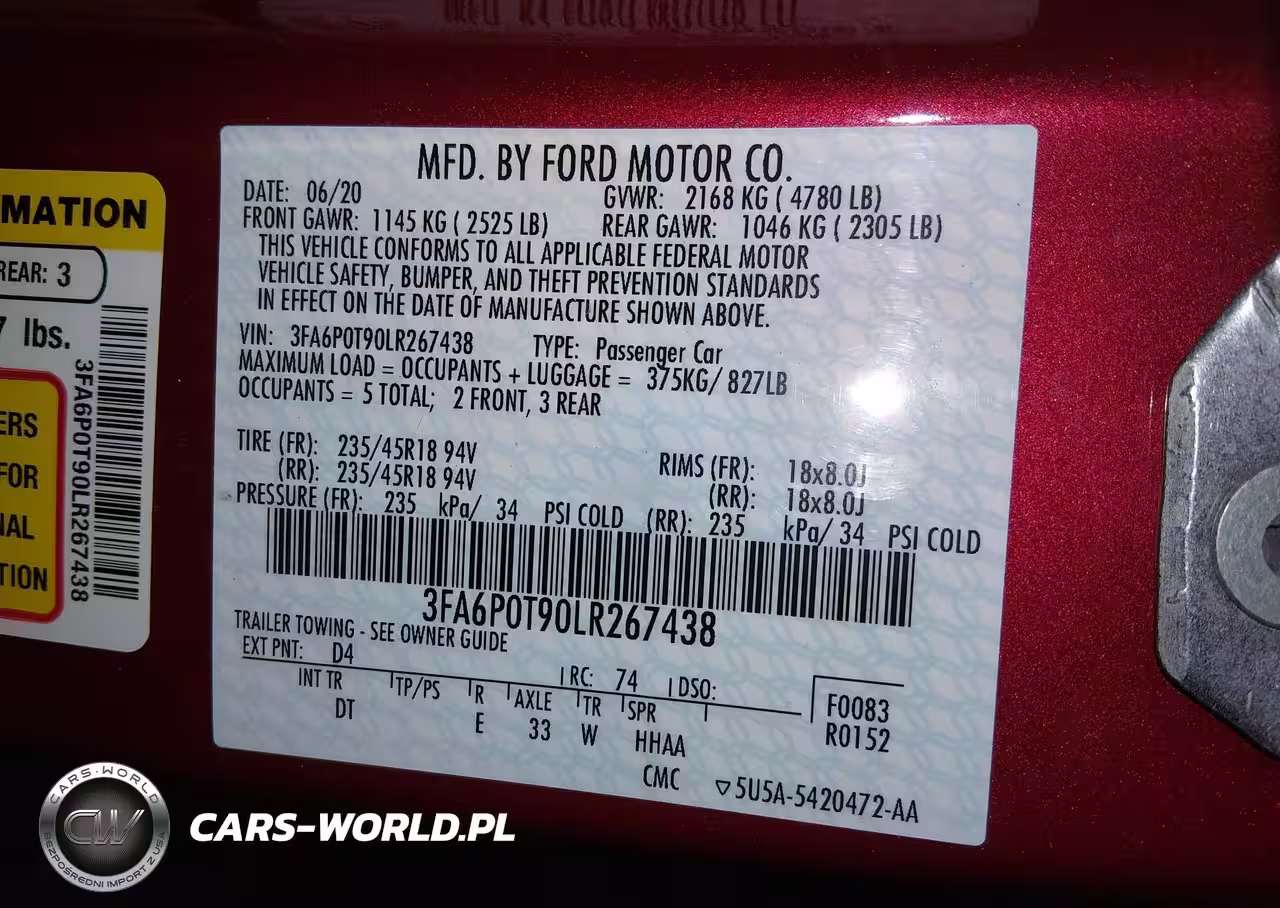 MFD. BY FORD MOTOR CO.
DATE: 06/20 GVWR: 2168 KG ( 4780 LB)
FRONT GAWR: 1145 KG ( 2525 LB) REAR GAWR: 1046 KG ( 2305 LB)
THIS VEHICLE CONFORMS TO ALL APPLICABLE FEDERAL MOTOR
VEHICLE SAFETY, BUMPER, AND THEFT PREVENTION STANDARDS
IN EFFECT ON THE DATE OF MANUFACTURE SHOWN ABOVE.
VIN: 3FA6P0T90LR267438 TYPE: Passenger Car
MAXIMUM LOAD = OCCUPANTS + LUGGAGE = 375KG/ 827LB
OCCUPANTS = 5 TOTAL; 2 FRONT, 3 REAR
TIRE (FR): 235/45R18 94V RIMS (FR): 18x8.0J
(RR): 235/45R18 94V (RR): 18x8.0J
PRESSURE (FR): 235 kPa/ 34 PSI COLD (RR): 235 kPa/ 34 PSI COLD
3FA6P0T90LR267438
TRAILER TOWING - SEE OWNER GUIDE
EXT PNT: D4 RC: 74 DSO:
INT TR TP/PS R AXLE TR SPR
DT E 33 W HHAA
CMC
F0083
R0152
▽5U5A-5420472-AA
MATION
REAR: 3
7 lbs.
3FA6P0T90LR267438
ERS
FOR
NAL
TION
CARS-WORLD
CW
BEZPOŚREDNI IMPORT Z USA
CARS-WORLD.PL